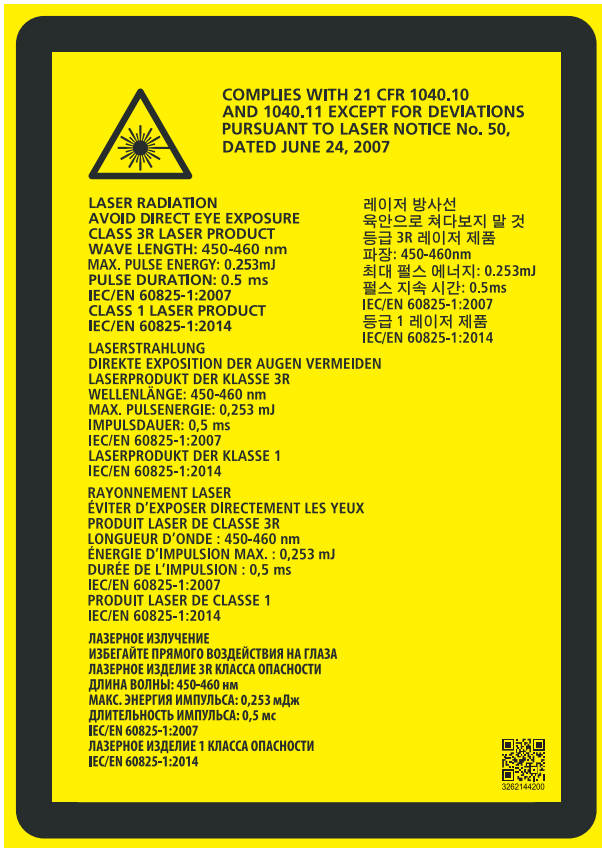 COMPLIES WITH 21 CFR 1040.10
AND 1040.11 EXCEPT FOR DEVIATIONS
PURSUANT TO LASER NOTICE No. 50,
DATED JUNE 24, 2007
LASER RADIATION
AVOID DIRECT EYE EXPOSURE
CLASS 3R LASER PRODUCT
WAVE LENGTH: 450-460 nm
MAX. PULSE ENERGY: 0.253mJ
PULSE DURATION: 0.5 ms
IEC/EN 60825-1:2007
CLASS 1 LASER PRODUCT
IEC/EN 60825-1:2014
레이저 방사선
육안으로 쳐다보지 말 것
등급 3R 레이저 제품
파장: 450-460nm
최대 펄스 에너지: 0.253mJ
펄스 지속 시간: 0.5ms
IEC/EN 60825-1:2007
등급 1 레이저 제품
IEC/EN 60825-1:2014
LASERSTRAHLUNG
DIREKTE EXPOSITION DER AUGEN VERMEIDEN
LASERPRODUKT DER KLASSE 3R
WELLENLÄNGE: 450-460 nm
MAX. PULSENERGIE: 0,253 mJ
IMPULSDAUER: 0,5 ms
IEC/EN 60825-1:2007
LASERPRODUKT DER KLASSE 1
IEC/EN 60825-1:2014
RAYONNEMENT LASER
ÉVITER D'EXPOSER DIRECTEMENT LES YEUX
PRODUIT LASER DE CLASSE 3R
LONGUEUR D'ONDE : 450-460 nm
ÉNERGIE D'IMPULSION MAX. : 0,253 mJ
DURÉE DE L'IMPULSION : 0,5 ms
IEC/EN 60825-1:2007
PRODUIT LASER DE CLASSE 1
IEC/EN 60825-1:2014
ЛАЗЕРНОЕ ИЗЛУЧЕНИЕ
ИЗБЕГАЙТЕ ПРЯМОГО ВОЗДЕЙСТВИЯ НА ГЛАЗА
ЛАЗЕРНОЕ ИЗДЕЛИЕ 3R КЛАССА ОПАСНОСТИ
ДЛИНА ВОЛНЫ: 450-460 нм
МАКС. ЭНЕРГИЯ ИМПУЛЬСА: 0,253 мДж
ДЛИТЕЛЬНОСТЬ ИМПУЛЬСА: 0,5 мс
IEC/EN 60825-1:2007
ЛАЗЕРНОЕ ИЗДЕЛИЕ 1 КЛАССА ОПАСНОСТИ
IEC/EN 60825-1:2014
3262144200